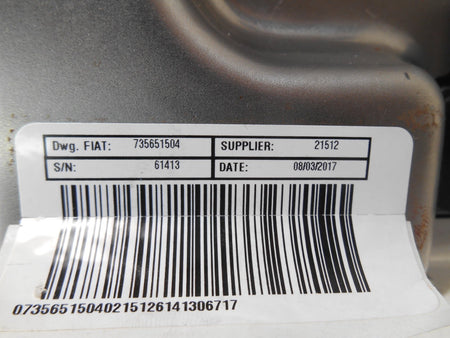 Dwg. FIAT: 735651504 SUPPLIER: 21512
S/N: 61413 DATE: 08/03/2017
07356515040215126141306717